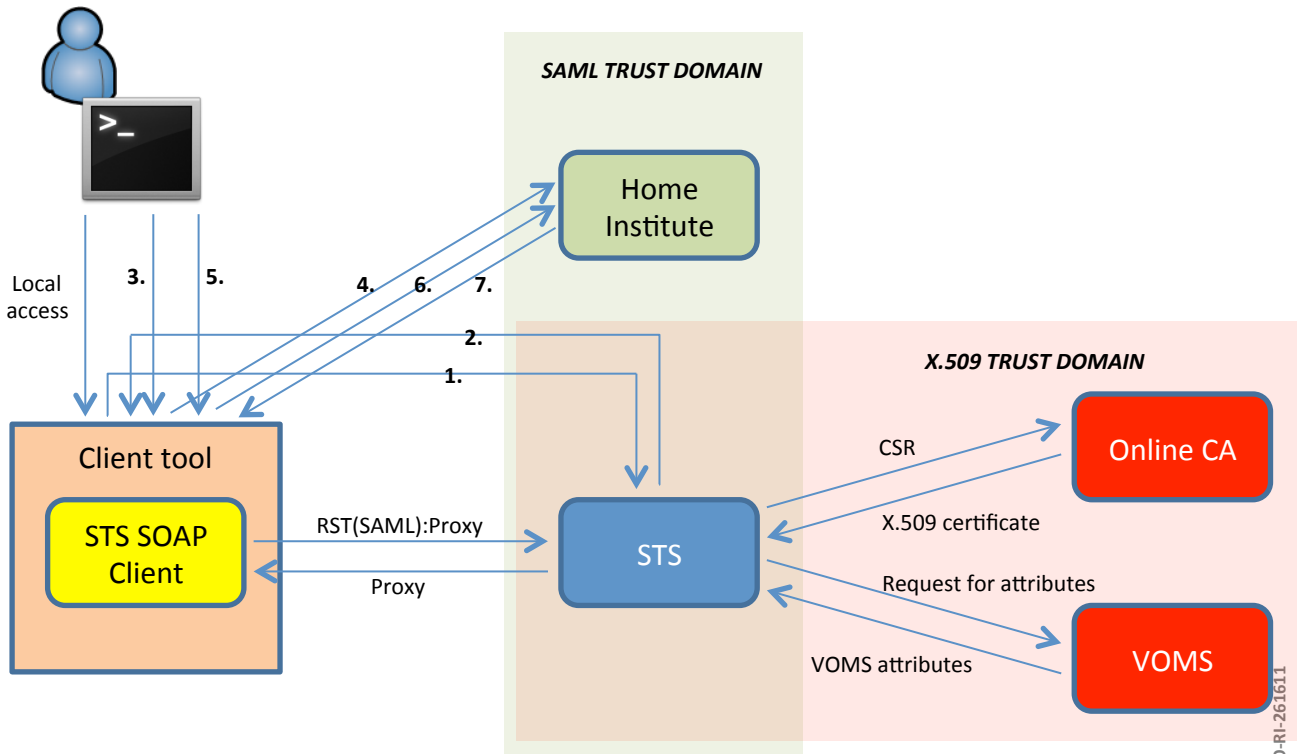 >_
SAML TRUST DOMAIN
Home
Institute
Local
access
3.
5.
4.
6.
7.
2.
1.
X.509 TRUST DOMAIN
Client tool
STS SOAP
Client
RST(SAML):Proxy
Proxy
STS
CSR
X.509 certificate
Online CA
Request for attributes
VOMS attributes
VOMS
-RI-261611